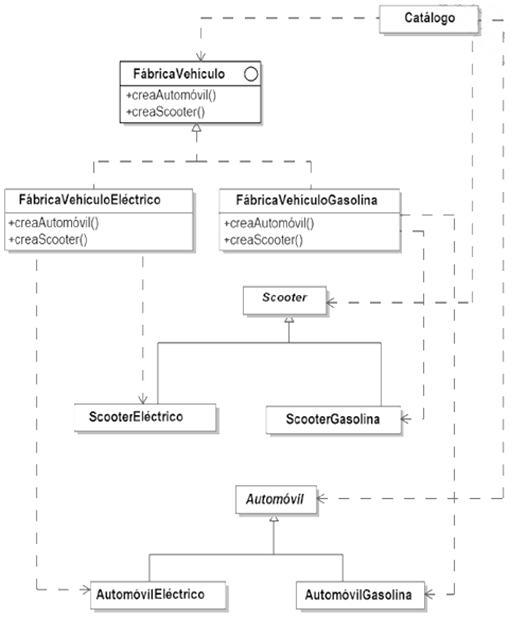 Catálogo
FábricaVehículo
+creaAutomóvil()
+creaScooter()
FábricaVehículoEléctrico
+creaAutomóvil()
+creaScooter()
FábricaVehículoGasolina
+creaAutomóvil()
+creaScooter()
Scooter
ScooterEléctrico
ScooterGasolina
Automóvil
AutomóvilEléctrico
AutomóvilGasolina